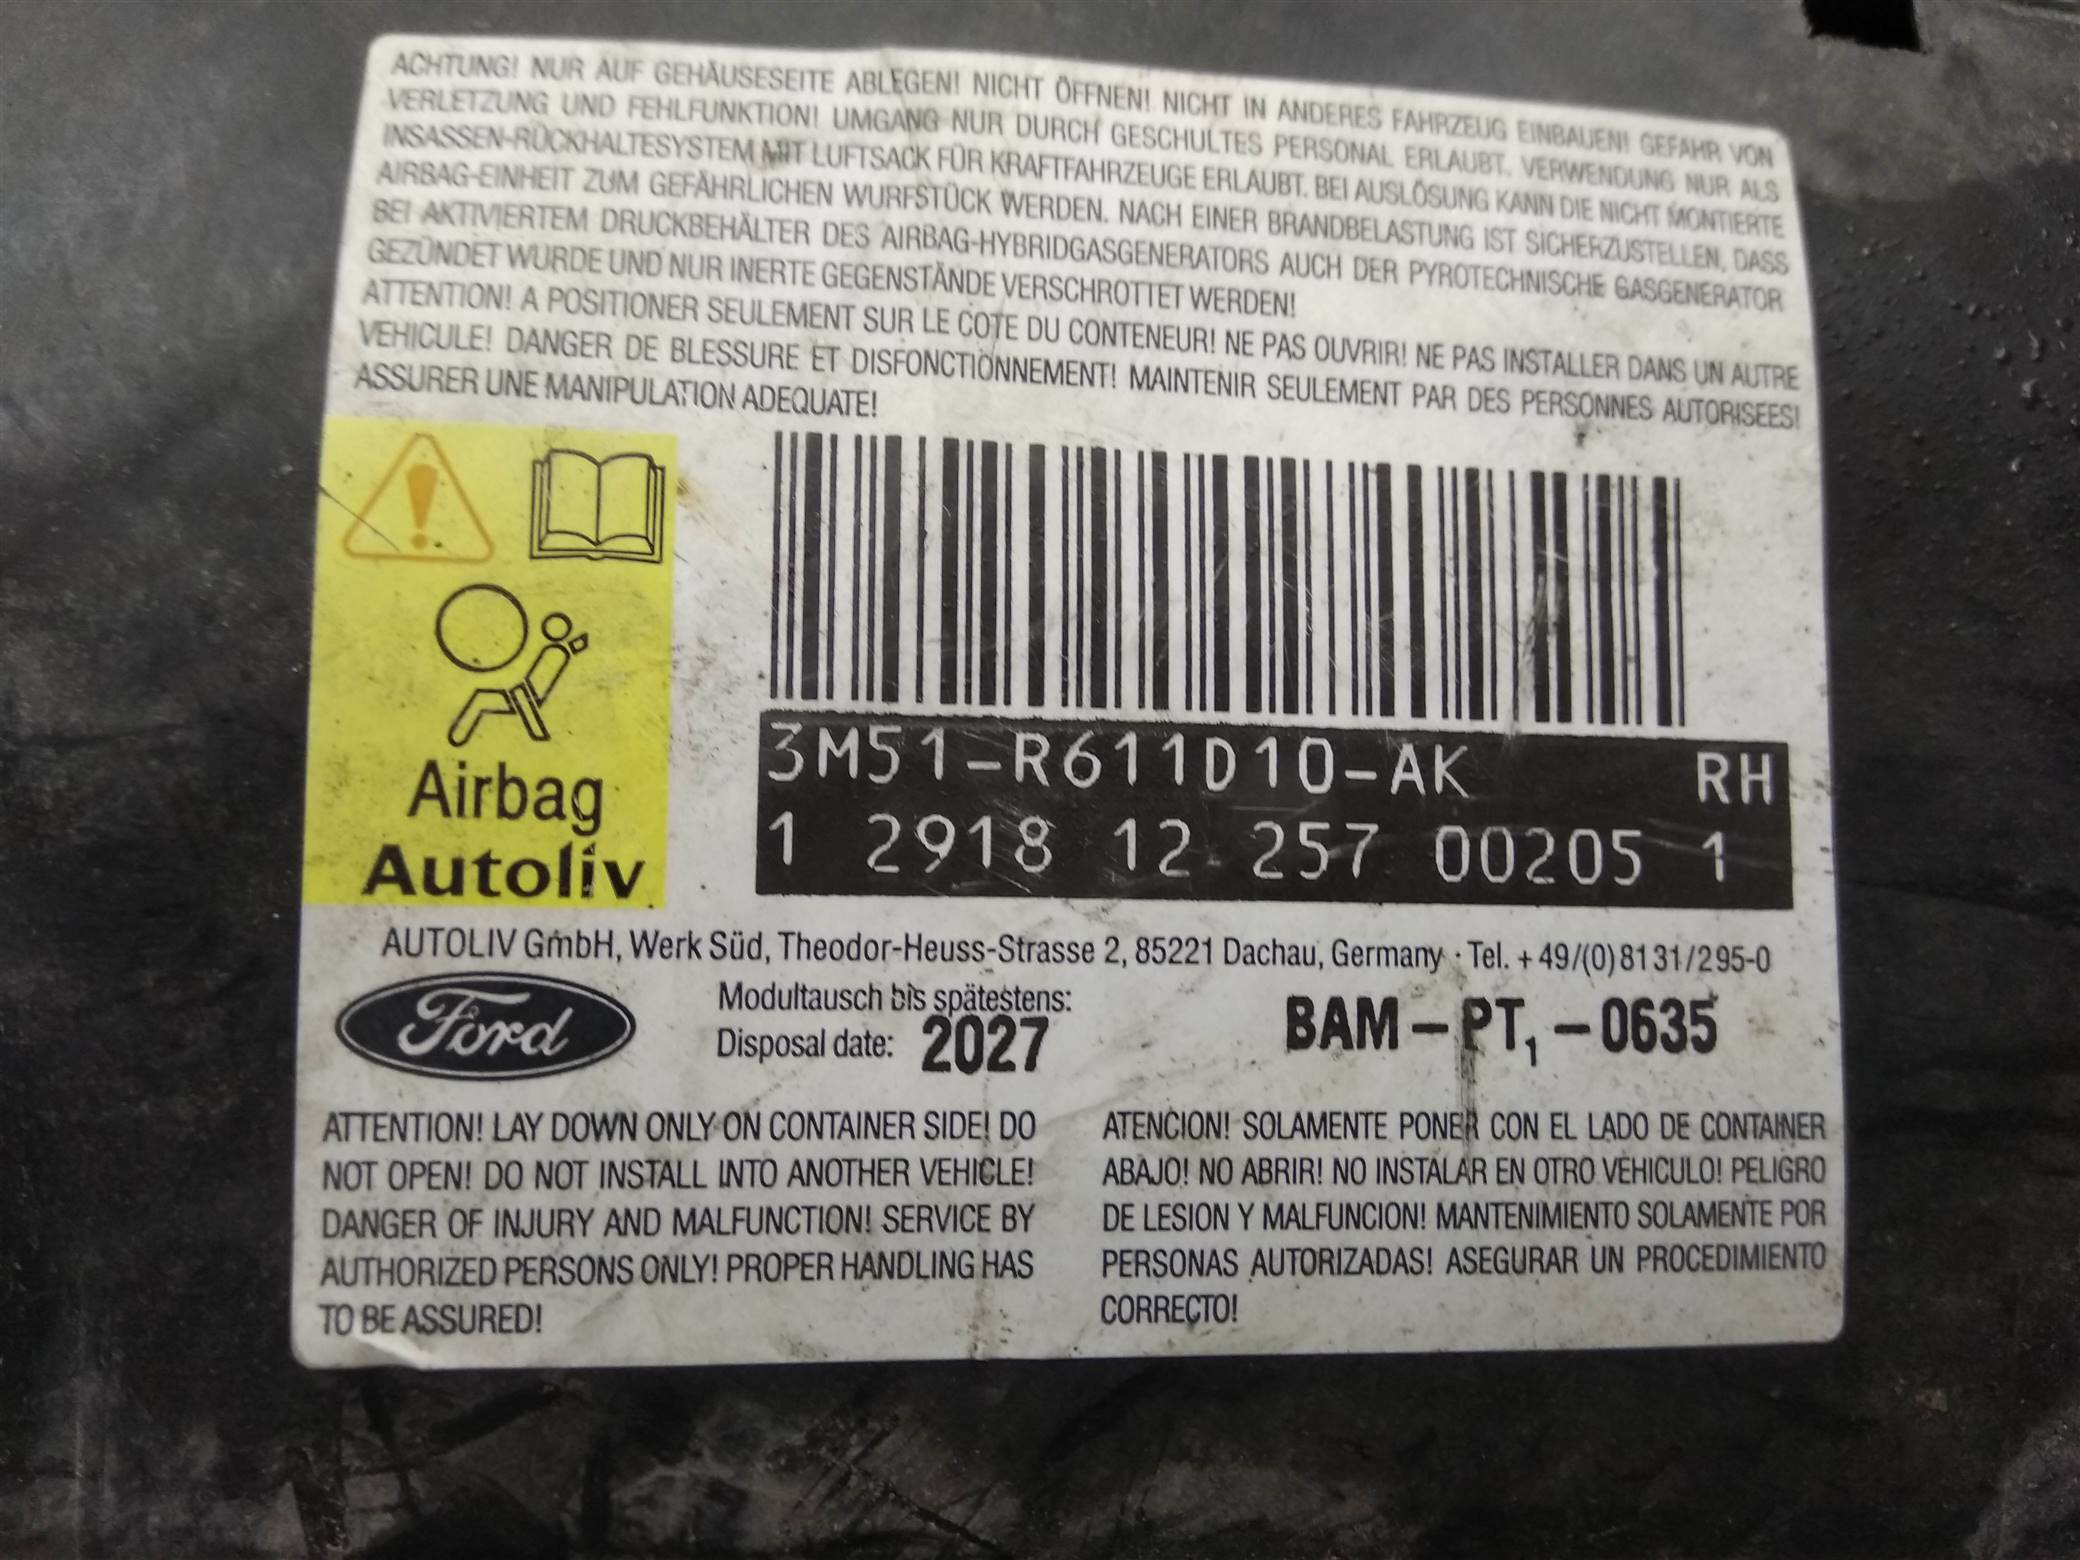 ACHTUNG! NUR AUF GEHÄUSESEITE ABLEGEN! NICHT ÖFFNEN! NICHT IN ANDERES FAHRZEUG EINBAUEN! GEFAHR VON
VERLETZUNG UND FEHLFUNKTION! UMGANG NUR DURCH GESCHULTES PERSONAL ERLAUBT. VERWENDUNG NUR ALS
INSASSEN-RÜCKHALTESYSTEM MIT LUFTSACK FÜR KRAFTFAHRZEUGE ERLAUBT. BEI AUSLÖSUNG KANN DIE NICHT MONTIERTE
AIRBAG-EINHEIT ZUM GEFÄHRLICHEN WURFSTÜCK WERDEN. NACH EINER BRANDBELASTUNG IST SICHERZUSTELLEN, DASS
BEI AKTIVIERTEM DRUCKBEHÄLTER DES AIRBAG-HYBRIDGASGENERATORS AUCH DER PYROTECHNISCHE GASGENERATOR
GEZÜNDET WURDE UND NUR INERTE GEGENSTÄNDE VERSCHROTTET WERDEN!
ATTENTION! A POSITIONER SEULEMENT SUR LE COTE DU CONTENEUR! NE PAS OUVRIR! NE PAS INSTALLER DANS UN AUTRE
VEHICULE! DANGER DE BLESSURE ET DISFONCTIONNEMENT! MAINTENIR SEULEMENT PAR DES PERSONNES AUTORISEES!
ASSURER UNE MANIPULATION ADEQUATE!
Airbag
Autoliv
3M51-R611D10-AK RH
1 2918 12 257 00205 1
AUTOLIV GmbH, Werk Süd, Theodor-Heuss-Strasse 2, 85221 Dachau, Germany · Tel. +49/(0)8131/295-0
Ford
Modultausch bis spätestens:
Disposal date: 2027
BAM-PT₁-0635
ATTENTION! LAY DOWN ONLY ON CONTAINER SIDE! DO
NOT OPEN! DO NOT INSTALL INTO ANOTHER VEHICLE!
DANGER OF INJURY AND MALFUNCTION! SERVICE BY
AUTHORIZED PERSONS ONLY! PROPER HANDLING HAS
TO BE ASSURED!
ATENCION! SOLAMENTE PONER CON EL LADO DE CONTAINER
ABAJO! NO ABRIR! NO INSTALAR EN OTRO VEHICULO! PELIGRO
DE LESION Y MALFUNCION! MANTENIMIENTO SOLAMENTE POR
PERSONAS AUTORIZADAS! ASEGURAR UN PROCEDIMIENTO
CORRECTO!